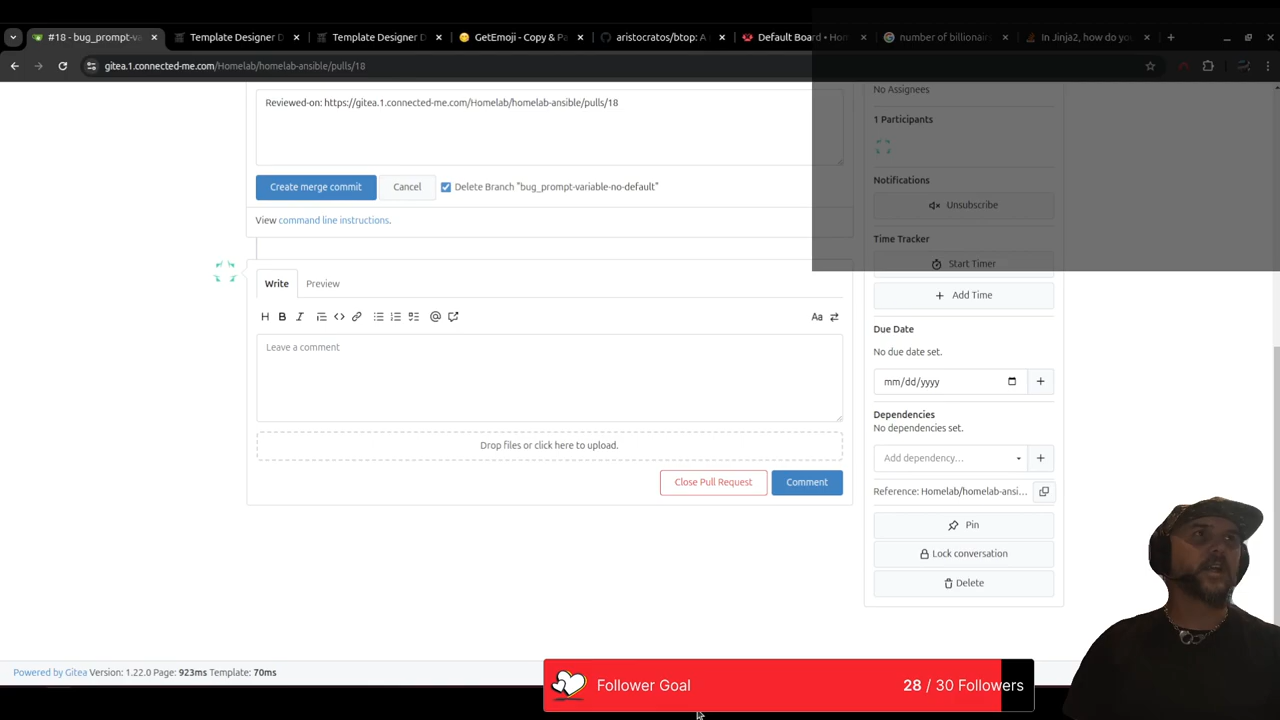 #18 - bug_prompt-va
Template Designer D
Template Designer D
GetEmoji - Copy & P
aristocratos/btop: A
Default Board - Hom
number of billionair
In Jinja2, how do yo
gitea.1.connected-me.com/Homelab/homelab-ansible/pulls/18
No Assignees
Reviewed-on: https://gitea.1.connected-me.com/Homelab/homelab-ansible/pulls/18
1 Participants
Notifications
Create merge commit
Cancel
Delete Branch "bug_prompt-variable-no-default"
Unsubscribe
View command line instructions.
Time Tracker
Start Timer
Write
Preview
Add Time
H B I
Aa
Due Date
Leave a comment
No due date set.
mm/dd/yyyy
Dependencies
No dependencies set.
Drop files or click here to upload.
Add dependency...
Close Pull Request
Comment
Reference: Homelab/homelab-ansi...
Pin
Lock conversation
Delete
Powered by Gitea Version: 1.22.0 Page: 923ms Template: 70ms
Follower Goal
28 / 30 Followers